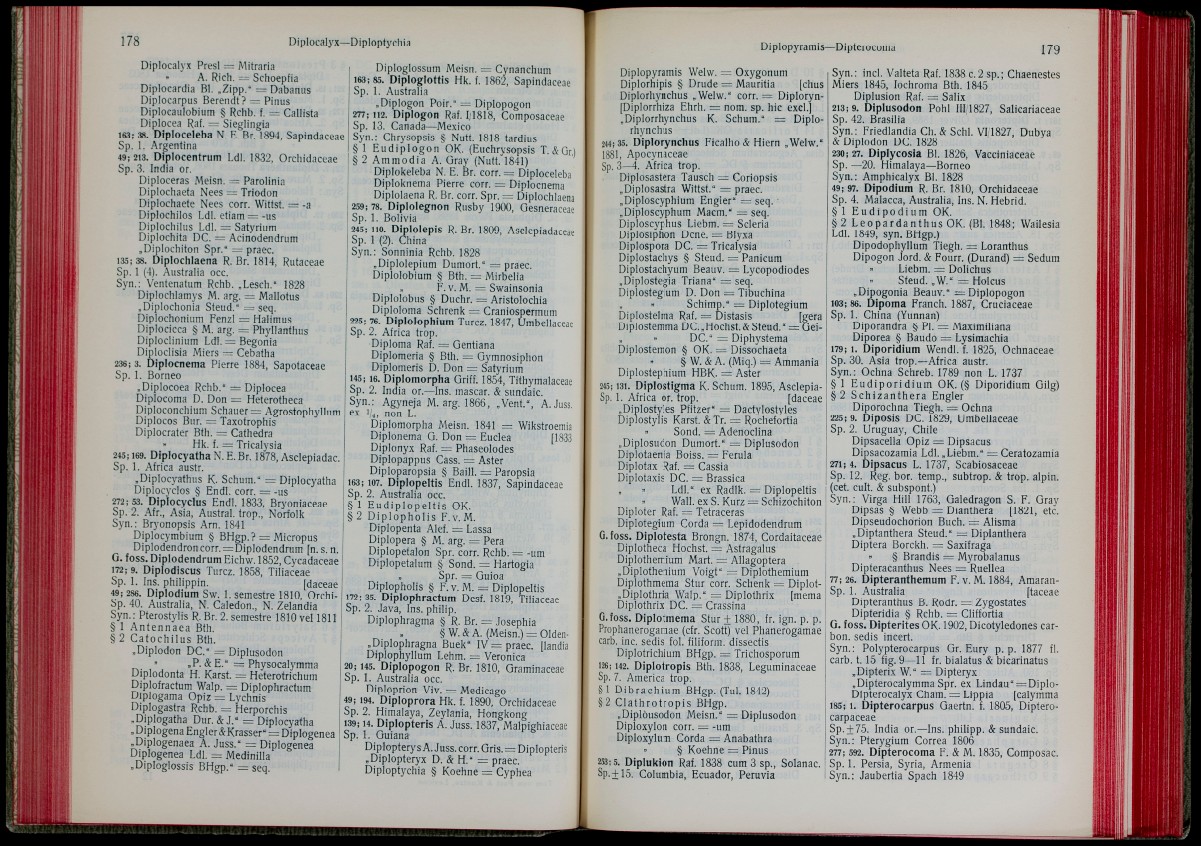 178
Diplocalyx—Diploptychia
Diplocalyx Presl = Mitraria
" A. Rich. = Schoepfia
Diplocardia Bl. „Zipp.“ = Dabanus
Diplocarpus Berendt? = Pinus
Diplocaulobium § Rchb. f. = Callista
Diplocea Raf. = Sieglingia
163; 38. Diploceleba N. E. Br. 1894, Sapindaceae
Sp. 1. Argentina
49; 213. Diplocentrum Ldl. 1832, Orchidaceae
Sp. 3. India or.
Diploceras Meisn. = Parolinia
Diplochaeta Nees = Triodon
Diplochaete Nees corr. Wittst. = -a
Diplochilos Ldl. etiam = -us
Diplochilus Ldl. = Satyrium
Diplochita DC. = Acinodendrum
„Diplochiton Spr.“ = praec.
135; 38. Diplochlaena R. Br. 1814, Rutaceae
Sp. 1 (4). Australia occ.
Syn.: Ventenatum Rchb. „Lesch.“ 1828
Diplochlamys M. arg. = Mallotus
„Diplochonia Steud.“ = seq.
Diplochonium Fenzl = Halimus
Diplocicca § M. arg. = Phyllanthus
Diploclinium Ldl. = Begonia
Diploclisia Miers = Cebatha
236; 3. Diplocnema Pierre 1884, Sapotaceae
Sp. 1. Borneo
„Diplocoea Rchb.“ = Diplocea
Diplocoma D. Don = Heterotheca
Diploconchium Schauer = Agrostophyllum
Diplocos Bur. = Taxotrophis
Diplocrater Bth. = Cathedra
" Hk. f. = Tricalysia
245; 169. Diplocyatha N. E. Br. 1878, Asclepiadac.
Sp. 1. Africa austr.
„Diplocyathus K. Schum.“ = Diplocyatha
Diplocyclos § Endl. corr. = -us
272; 53. Diplocyclus Endl. 1833, Bryoniaceae
Sp. 2. Afr., Asia, Austral. trop., Norfolk
Syn.: Bryonopsis Arn. 1841
Diplocymbium § BHgp.? = Micropus
Diplodendron corr. = Diplodendrum [n. s. n.
G. foss. Diplodendrum Eichw. 1852, Cycadaceae
172; 9. Diplodiscus Turcz. 1858, Tiliaceae
Sp. 1. Ins. philippin. [daceae
49; 286. Diplodium Sw. 1. semestre 1810, Orchi-
Sp. 40. Australia, N. Caledon., N. Zelandia
Syn.: Pterostylis R. Br. 2. semestre 1810 vel 1811
§ 1 Antennaea Bth.
§ 2 Catochilus Bth.
„Diplodon DC.“ = Diplusodon
" „P. & E.“ = Physocalymma
Diplodonta H. Karst. = Heterotrichum
Diplofractum Walp. = Diplophractum
Diplogama Opiz = Lychnis
Diplogastra Rchb. = Herporchis
„Diplogatha Dur. & J.“ = Diplocyatha
„Diplogena Engler & Krasser“ = Diplogenea
„Diplogenaea A. Juss.“ = Diplogenea
Diplogenea Ldl. = Medinilla
„Diploglossis BHgp.“ = seq.
Diploglossum Meisn. = Cynanchum
163; 85. Diploglottis Hk. f. 1862, Sapindaceae
Sp. 1. Australia
„Diplogon Poir.“ = Diplopogon
277; 112. Diplogon Raf. I/1818, Composaceae
Sp. 13. Canada—Mexico
Syn.: Chrysopsis § Nutt. 1818 tardius
§ 1 Eudiplogon OK. (Euchrysopsis T. & Gr.)
§ 2 Ammodia A. Gray (Nutt. 1841)
Diplokeleba N. E. Br. corr. = Diploceleba
Diploknema Pierre corr. = Diplocnema
Diplolaena R. Br. corr. Spr. = Diplochlaena
259; 78. Diplolegnon Rusby 1900, Gesneraceae
Sp. 1. Bolivia
245; 110. Diplolepis R. Br. 1809, Asclepiadaceae
Sp. 1 (2). China
Syn.: Sonninia Rchb. 1828
„Diplolepium Dumort.“ = praec.
Diplolobium § Bth. = Mirbelia
" F. v. M. = Swainsonia
Diplolobus § Duchr. = Aristolochia
Diploloma Schrenk = Craniospermum
225; 76. Diplolophium Turcz. 1847, Umbellaceae
Sp. 2. Africa trop.
Diploma Raf. = Gentiana
Diplomeria § Bth. = Gymnosiphon
Diplomeris D. Don = Satyrium
145; 16. Diplomorpha Griff. 1854, Tithymalaceae
Sp. 2. India or.—Ins. mascar. & sundaic.
Syn.: Agyneja M. arg. 1866, „Vent.“, A. Juss.
ex ¼, non L.
Diplomorpha Meisn. 1841 = Wikstroemia
Diplonema G. Don = Euclea [1833
Diplonyx Raf. = Phaseolodes
Diplopappus Cass. = Aster
Diploparopsia § Baill. = Paropsia
163; 107. Diplopeltis Endl. 1837, Sapindaceae
Sp. 2. Australia occ.
§ 1 Eudiplopeltis OK.
§ 2 Diplopholis F. v. M.
Diplopenta Alef. = Lassa
Diplopera § M. arg. = Pera
Diplopetalon Spr. corr. Rchb. = -um
Diplopetalum § Sond. = Hartogia
" Spr. = Guioa
Diplopholis § F. v. M. = Diplopeltis
172; 35. Diplophractum Desf. 1819, Tiliaceae
Sp. 2. Java, Ins. philip.
Diplophragma § R. Br. = Josephia
" § W. & A. (Meisn.) = Olden-
„Diplophragna Buek“ IV = praec. [landia
Diplophyllum Lehm. = Veronica
20; 145. Diplopogon R. Br. 1810, Graminaceae
Sp. 1. Australia occ.
Diploprion Viv. = Medicago
49; 194. Diploprora Hk. f. 1890, Orchidaceae
Sp. 2. Himalaya, Zeylania, Hongkong
139; 14. Diplopteris A. Juss. 1837, Malpighiaceae
Sp. 1. Guiana
Diplopterys A. Juss. corr. Gris. = Diplopteris
„Diplopteryx D. & H.“ = praec.
Diploptychia § Koehne = Cyphea
Diplopyramis—Dipterocoma
179
Diplopyramis Welw. = Oxygonum
Diplorhipis § Drude = Mauritia [chus
Diplorhynchus „Welw.“ corr. = Diploryn-
[Diplorrhiza Ehrh. = nom. sp. hic excl.]
„Diplorrhynchus K. Schum.“ = Diplo-
rhynchus
244; 35. Diplorynchus Ficalho & Hiern „Welw.“
1881, Apocynaceae
Sp. 3—4. Africa trop.
Diplosastera Tausch = Coriopsis
„Diplosastra Wittst.“ = praec.
„Diploscyphlum Engler“ = seq.
„Diploscyphum Macm.“ = seq.
Diploscyphus Liebm. = Scleria
Diplosiphon Dcne. = Blyxa
Diplospora DC. = Tricalysia
Diplostachys § Steud. = Panicum
Diplostachyum Beauv. = Lycopodiodes
„Diplostegia Triana“ = seq.
Diplostegium D. Don = Tibuchina
" Schimp.“ = Diplotegium
Diplostelma Raf. = Distasis [gera
Diplostemma DC. „Hochst. & Steud.“ = Gei-
" DC.“ = Diphystema
Diplostemon § OK. = Dissochaeta
" § W. & A. (Miq.) = Ammania
Diplostephium HBK. = Aster
245; 131. Diplostigma K. Schum. 1895, Asclepia-
Sp. 1. Africa or. trop. [daceae
„Diplostyles Pfitzer“ = Dactylostyles
Diplostylis Karst. & Tr. = Rochefortia
" Sond. = Adenoclina
„Diplosudon Dumort.“ = Diplusodon
Diplotaenia Boiss. = Ferula
Diplotax Raf. = Cassia
Diplotaxis DC. = Brassica
" " Ldl.“ ex Radlk. = Diplopeltis
" Wall. ex S. Kurz = Schizochiton
Diploter Raf. = Tetraceras
Diplotegium Corda = Lepidodendrum
G. foss. Diplotesta Brongn. 1874, Cordaitaceae
Diplotheca Hochst. = Astragalus
Diplothemium Mart. = Allagoptera
„Diplothenium Voigt“ = Diplothemium
Diplothmema Stur corr. Schenk = Diplot-
„Diplothria Walp.“ = Diplothrix [mema
Diplothrix DC. = Crassina
G. foss. Diplotmema Stur ± 1880, fr. ign. p. p.
Prophanerogamae (cfr. Scott) vel Phanerogamae
carb. inc. sedis fol. filiform. dissectis
Diplotrichium BHgp. = Trichosporum
126; 142. Diplotropis Bth. 1838, Leguminaceae
Sp. 7. America trop.
§ 1 Dibrachium BHgp. (Tul. 1842)
§ 2 Clathrotropis BHgp.
„Diplousodon Meisn.“ = Diplusodon
Diploxylon corr. = -um
Diploxylum Corda = Anabathra
" § Koehne = Pinus
253; 5. Diplukion Raf. 1838 cum 3 sp., Solanac.
Sp. ± 15. Columbia, Ecuador, Peruvia
Syn.: incl. Valteta Raf. 1838 c. 2 sp.; Chaenestes
Miers 1845, Iochroma Bth. 1845
Diplusion Raf. = Salix
213; 9. Diplusodon Pohl III 1827, Salicariaceae
Sp. 42. Brasilia
Syn.: Friedlandia Ch. & Schl. VI 1827, Dubya
& Diplodon DC. 1828
230; 27. Diplycosia Bl. 1826, Vacciniaceae
Sp. —20. Himalaya—Borneo
Syn.: Amphicalyx Bl. 1828
49; 97. Dipodium R. Br. 1810, Orchidaceae
Sp. 4. Malacca, Australia, Ins. N. Hebrid.
§ 1 Eudipodium OK.
§ 2 Leopardanthus OK. (Bl. 1848; Wailesia
Ldl. 1849, syn. BHgp.)
Dipodophyllum Tiegh. = Loranthus
Dipogon Jord. & Fourr. (Durand) = Sedum
" Liebm. = Dolichus
" Steud. „W.“ = Holcus
„Dipogonia Beauv.“ = Diplopogon
103; 86. Dipoma Franch. 1887, Cruciaceae
Sp. 1. China (Yunnan)
Diporandra § Pl. = Maximiliana
Diporea § Baudo = Lysimachia
179; 1. Diporidium Wendl. f. 1825, Ochnaceae
Sp. 30. Asia trop.—Africa austr.
Syn.: Ochna Schreb. 1789 non L. 1737
§ 1 Eudiporidium OK. (§ Diporidium Gilg)
§ 2 Schizanthera Engler
Diporochna Tiegh. = Ochna
225; 9. Diposis DC. 1829, Umbellaceae
Sp. 2. Uruguay, Chile
Dipsacella Opiz = Dipsacus
Dipsacozamia Ldl. „Liebm.“ = Ceratozamia
271; 4. Dipsacus L. 1737, Scabiosaceae
Sp. 12. Reg. bor. temp., subtrop. & trop. alpin.
(cet. cult. & subspont.)
Syn.: Virga Hill 1763, Galedragon S. F. Gray
Dipsas § Webb = Dianthera [1821, etc.
Dipseudochorion Buch. = Alisma
„Diptanthera Steud.“ = Diplanthera
Diptera Borckh. = Saxifraga
" § Brandis = Myrobalanus
Dipteracanthus Nees = Ruellea
77; 26. Dipteranthemum F. v. M. 1884, Amaran-
Sp. 1. Australia [taceae
Dipteranthus B. Rodr. = Zygostates
Dipteridia § Rchb. = Cliffortia
G. foss. Dipterites OK. 1902, Dicotyledones car-
bon. sedis incert.
Syn.: Polypterocarpus Gr. Eury p. p. 1877 fl.
carb. t. 15 fig. 9—11 fr. bialatus & bicarinatus
„Dipterix W.“ = Dipteryx
„Dipterocalymma Spr. ex Lindau“ = Diplo-
Dipterocalyx Cham. = Lippia [calymma
185; 1. Dipterocarpus Gaertn. f. 1805, Diptero-
carpaceae
Sp. ± 75. India or.—Ins. philipp. & sundaic.
Syn.: Pterygium Correa 1806
277; 592. Dipterocoma F. & M. 1835, Composac.
Sp. 1. Persia, Syria, Armenia
Syn.: Jaubertia Spach 1849